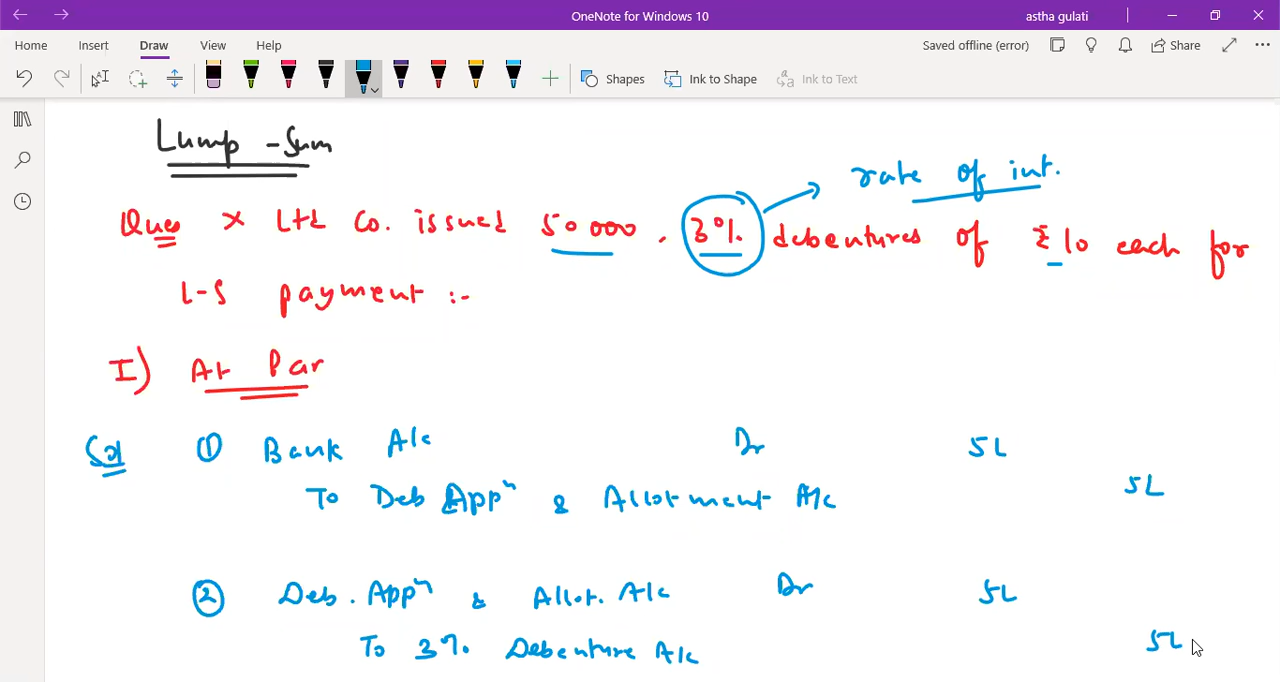 OneNote for Windows 10
astha gulati
Home Insert Draw View Help
Saved offline (error)
Share
Shapes
Ink to Shape
Ink to Text
Lump-Sum
rate of int.
Ques X Ltd Co. issued 50000, 3% debentures of ₹10 each for
L-S payment :-
I) At Par
Sol ① Bank A/c Dr 5L
To Deb Appⁿ & Allotment A/c 5L
② Deb. Appⁿ & Allot. A/c Dr 5L
To 3% Debenture A/c 5L